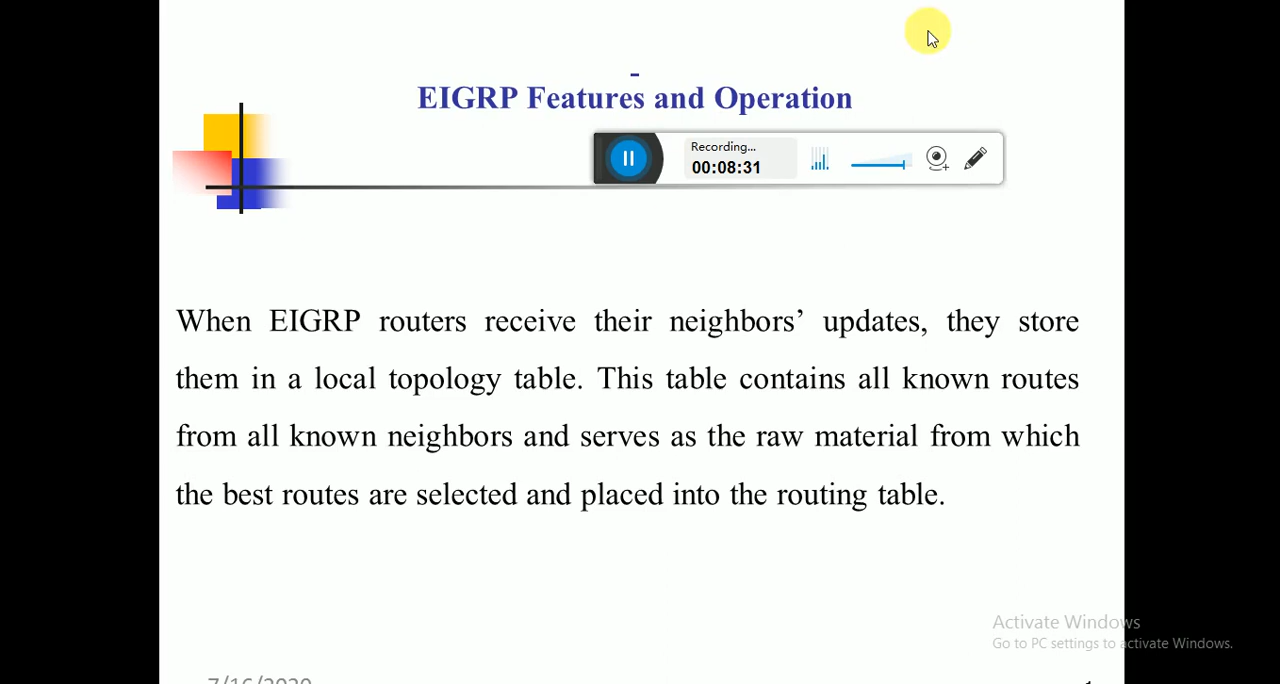 EIGRP Features and Operation
Recording...
00:08:31
When EIGRP routers receive their neighbors’ updates, they store
them in a local topology table. This table contains all known routes
from all known neighbors and serves as the raw material from which
the best routes are selected and placed into the routing table.
Activate Windows
Go to PC settings to activate Windows.
7/16/2020